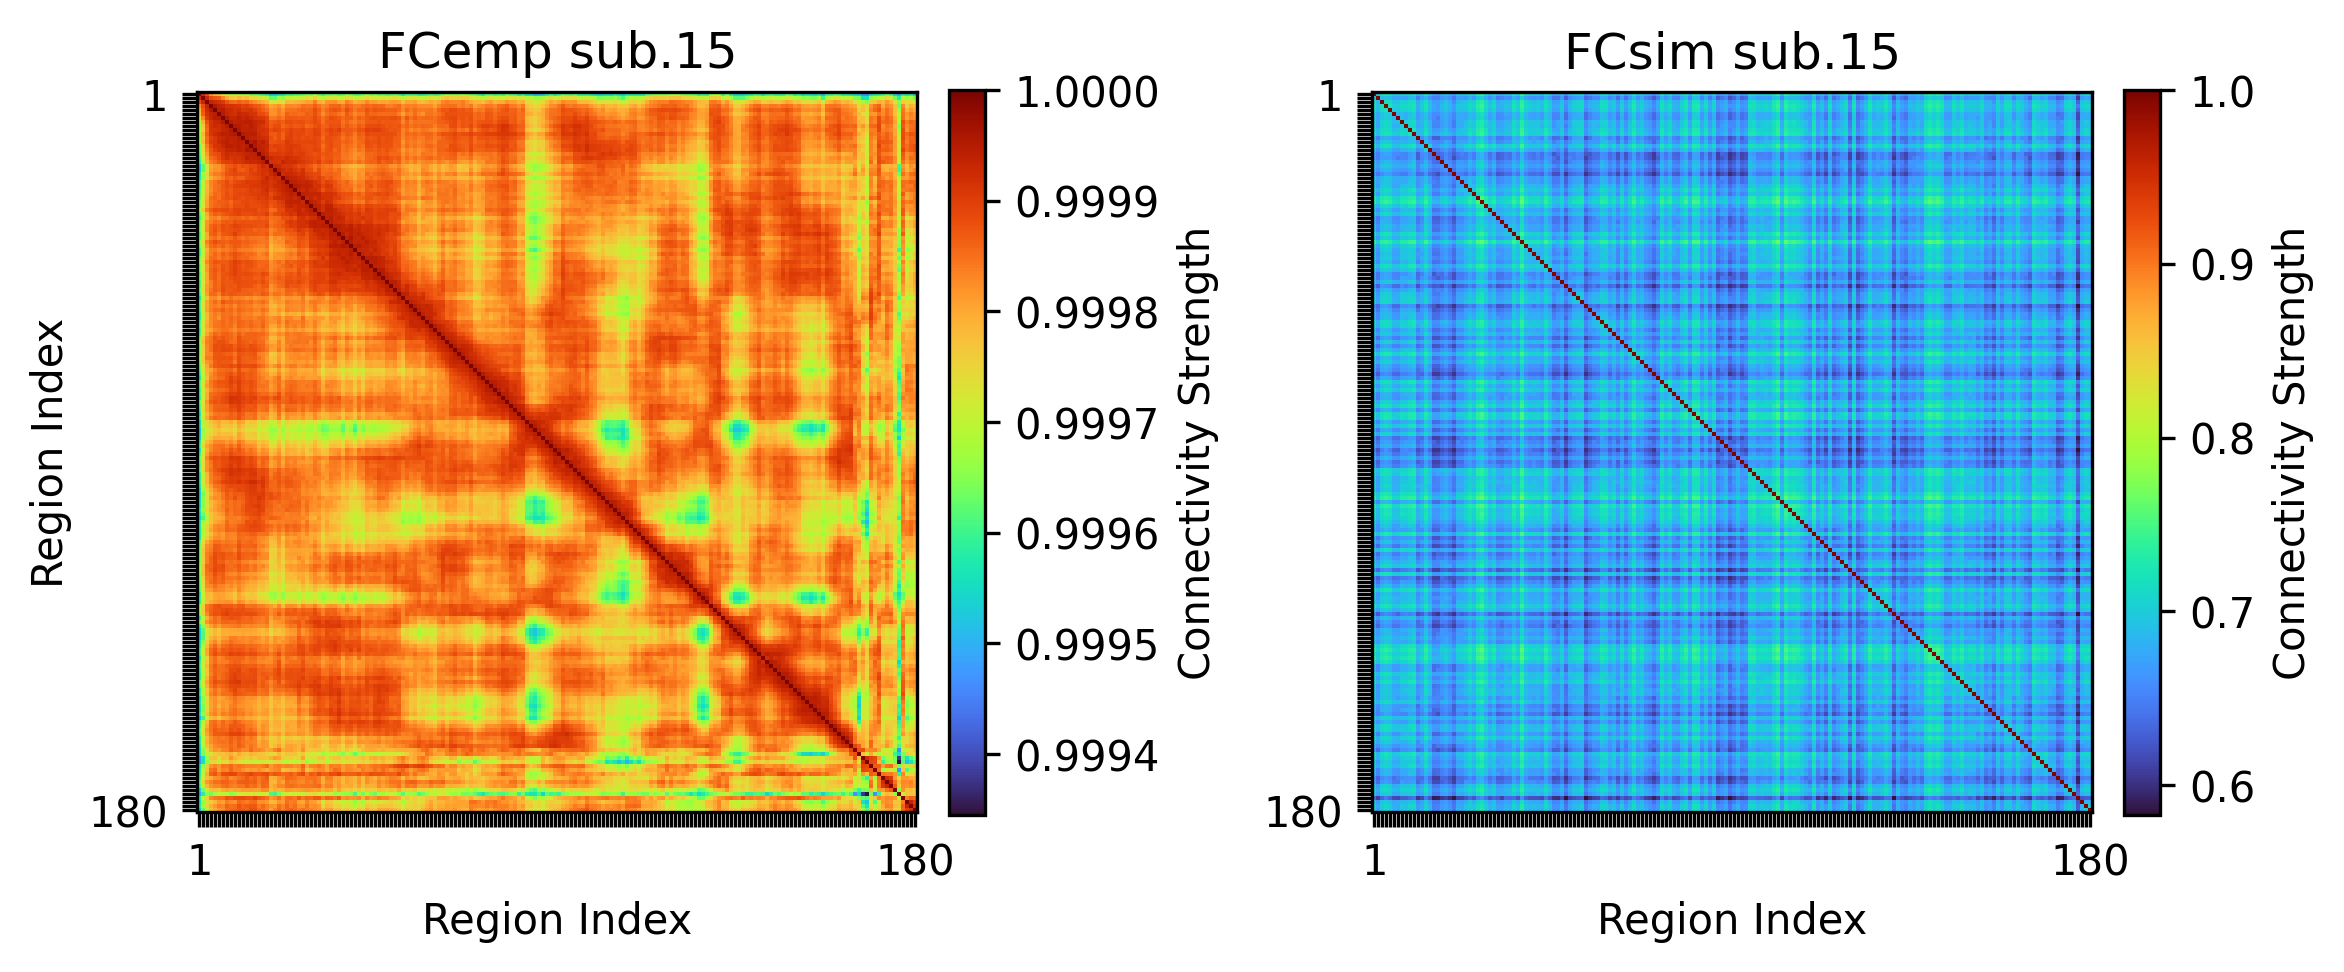 FCemp sub.15
1
180
1
180
Region Index
Region Index
1.0000
0.9999
0.9998
0.9997
0.9996
0.9995
0.9994
Connectivity Strength
FCsim sub.15
1
180
1
180
Region Index
1.0
0.9
0.8
0.7
0.6
Connectivity Strength